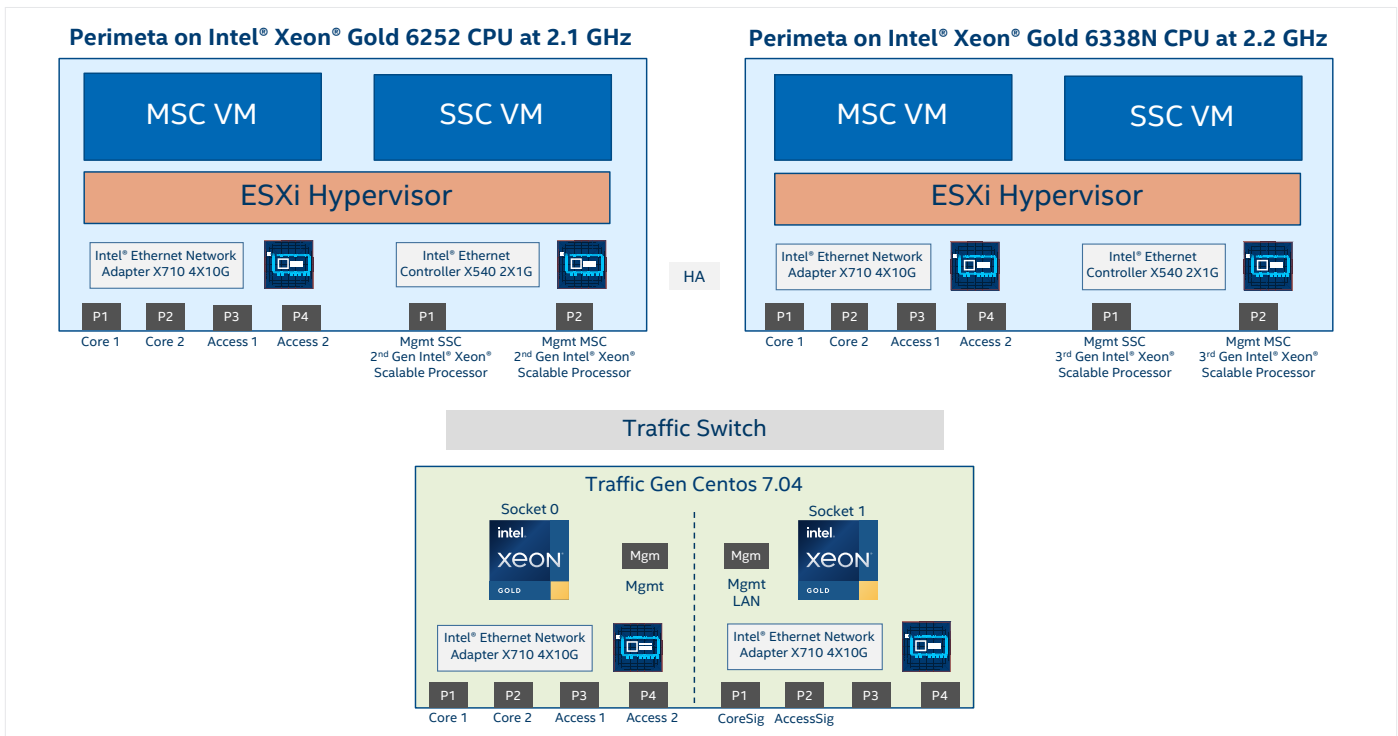 Perimeta on Intel® Xeon® Gold 6252 CPU at 2.1 GHz
MSC VM
SSC VM
ESXi Hypervisor
Intel® Ethernet Network
Adapter X710 4X10G
Intel® Ethernet
Controller X540 2X1G
P1
P2
P3
P4
P1
P2
Core 1
Core 2
Access 1
Access 2
Mgmt SSC
2nd Gen Intel® Xeon®
Scalable Processor
Mgmt MSC
2nd Gen Intel® Xeon®
Scalable Processor
HA
Perimeta on Intel® Xeon® Gold 6338N CPU at 2.2 GHz
MSC VM
SSC VM
ESXi Hypervisor
Intel® Ethernet Network
Adapter X710 4X10G
Intel® Ethernet
Controller X540 2X1G
P1
P2
P3
P4
P1
P2
Core 1
Core 2
Access 1
Access 2
Mgmt SSC
3rd Gen Intel® Xeon®
Scalable Processor
Mgmt MSC
3rd Gen Intel® Xeon®
Scalable Processor
Traffic Switch
Traffic Gen Centos 7.04
Socket 0
intel.
xeon
GOLD
Mgm
Mgmt
Intel® Ethernet Network
Adapter X710 4X10G
P1
P2
P3
P4
Core 1
Core 2
Access 1
Access 2
Socket 1
Mgm
Mgmt
LAN
intel.
xeon
GOLD
Intel® Ethernet Network
Adapter X710 4X10G
P1
P2
P3
P4
CoreSig
AccessSig